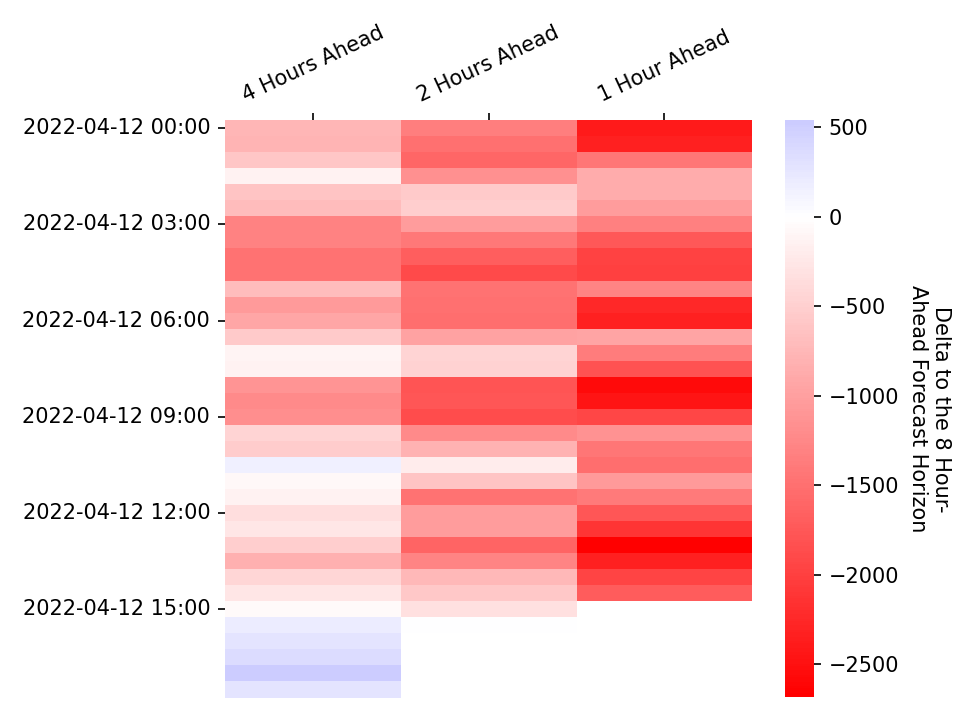 4 Hours Ahead
2 Hours Ahead
1 Hour Ahead
2022-04-12 00:00
2022-04-12 03:00
2022-04-12 06:00
2022-04-12 09:00
2022-04-12 12:00
2022-04-12 15:00
500
0
−500
−1000
−1500
−2000
−2500
Delta to the 8 Hour-
Ahead Forecast Horizon